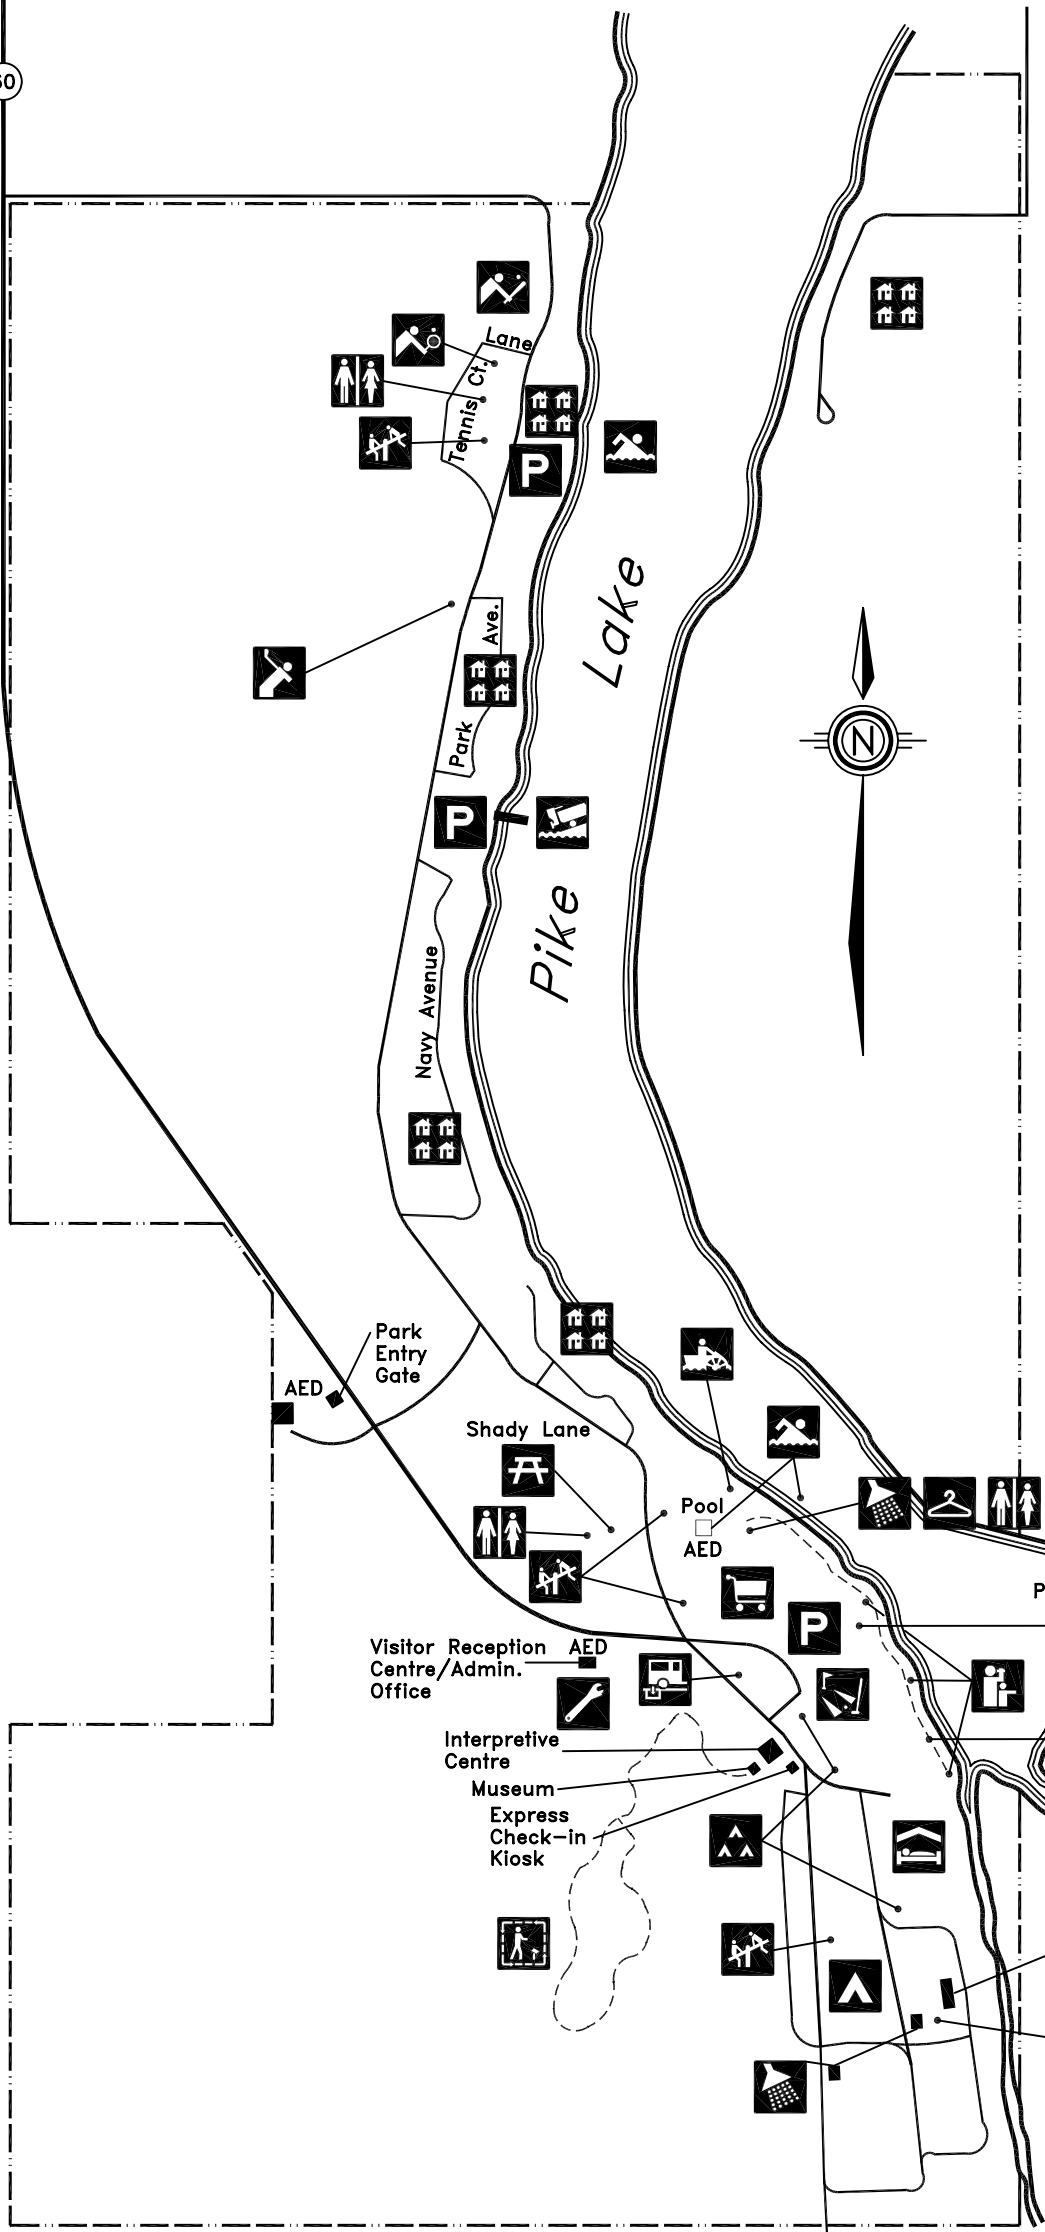 60
Lane
Tennis Ct.
P
Lake
Ave.
Park
N
P
Pike
Navy Avenue
Park
Entry
Gate
AED
Shady Lane
Pool
AED
P
P
Visitor Reception
Centre/Admin.
Office
AED
Interpretive
Centre
Museum
Express
Check-in
Kiosk